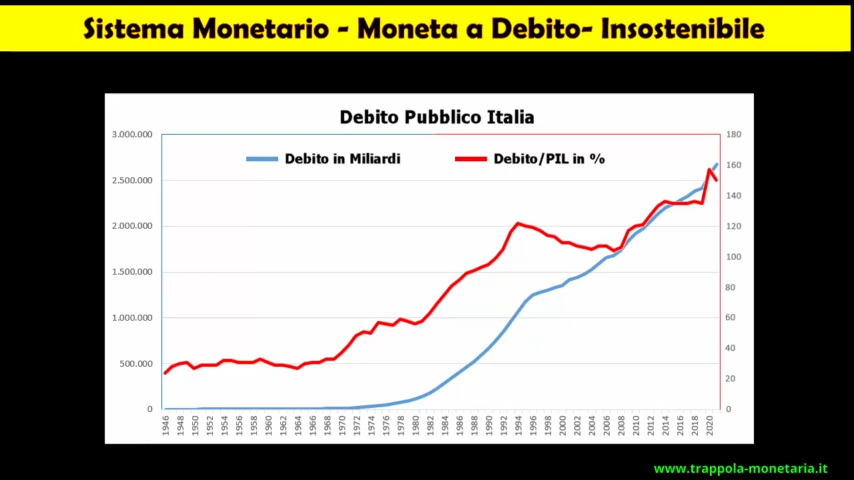 Sistema Monetario - Moneta a Debito- Insostenibile
Debito Pubblico Italia
Debito in Miliardi
Debito/PIL in %
3.000.000
2.500.000
2.000.000
1.500.000
1.000.000
500.000
0
180
160
140
120
100
80
60
40
20
0
1946 1948 1950 1952 1954 1956 1958 1960 1962 1964 1966 1968 1970 1972 1974 1976 1978 1980 1982 1984 1986 1988 1990 1992 1994 1996 1998 2000 2002 2004 2006 2008 2010 2012 2014 2016 2018 2020
www.trappola-monetaria.it